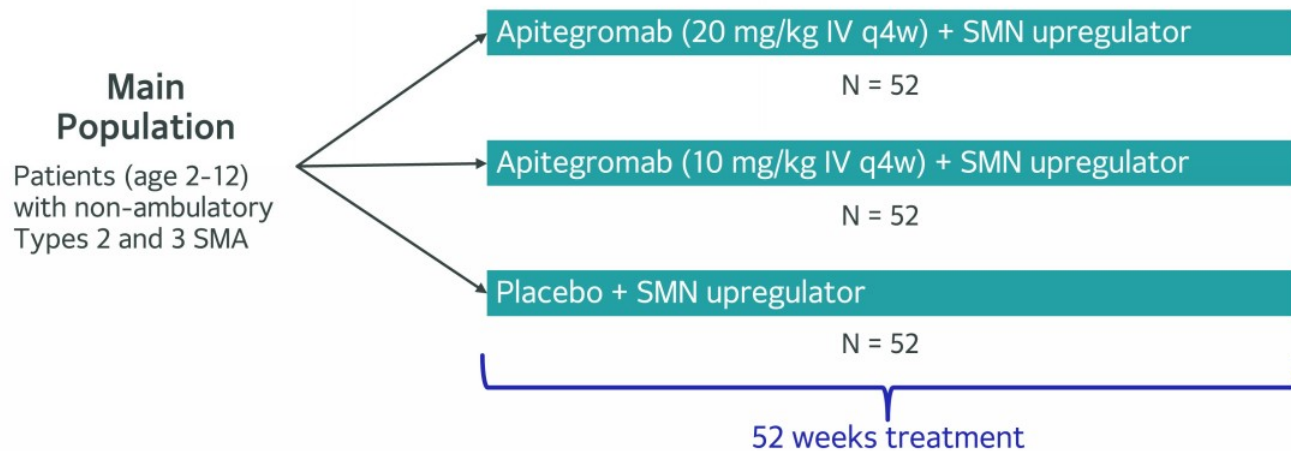 Main
Population
Patients (age 2-12)
with non-ambulatory
Types 2 and 3 SMA
Apitegromab (20 mg/kg IV q4w) + SMN upregulator
N = 52
Apitegromab (10 mg/kg IV q4w) + SMN upregulator
N = 52
Placebo + SMN upregulator
N = 52
52 weeks treatment